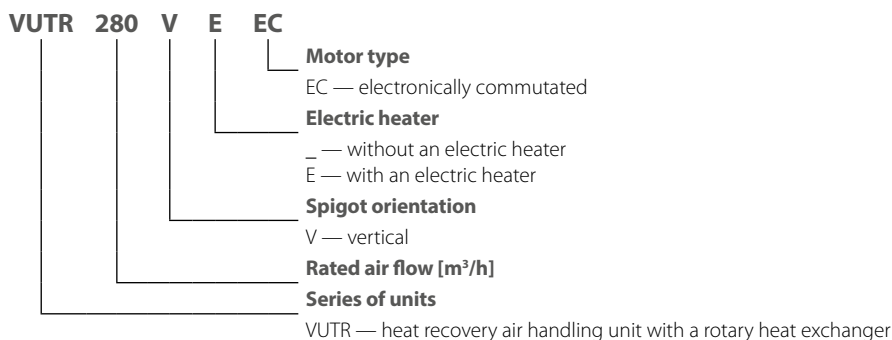 VUTR 280 V E EC
Motor type
EC — electronically commutated
Electric heater
_ — without an electric heater
E — with an electric heater
Spigot orientation
V — vertical
Rated air flow [m³/h]
Series of units
VUTR — heat recovery air handling unit with a rotary heat exchanger